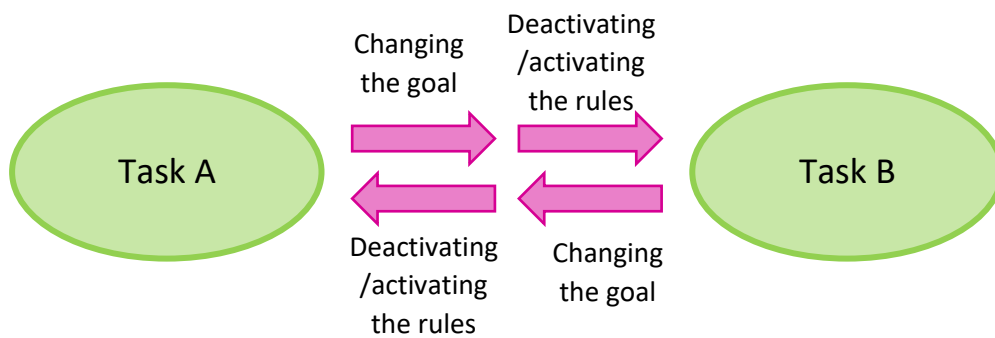 Changing
the goal
Deactivating
/activating
the rules
Task A
Task B
Deactivating
/activating
the rules
Changing
the goal